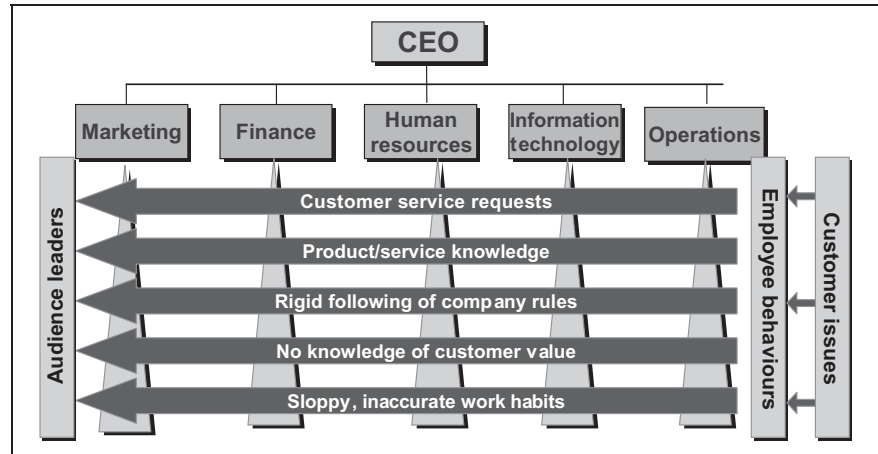 CEO
Marketing
Finance
Human
resources
Information
technology
Operations
Audience leaders
Customer service requests
Product/service knowledge
Rigid following of company rules
No knowledge of customer value
Sloppy, inaccurate work habits
Employee behaviours
Customer issues